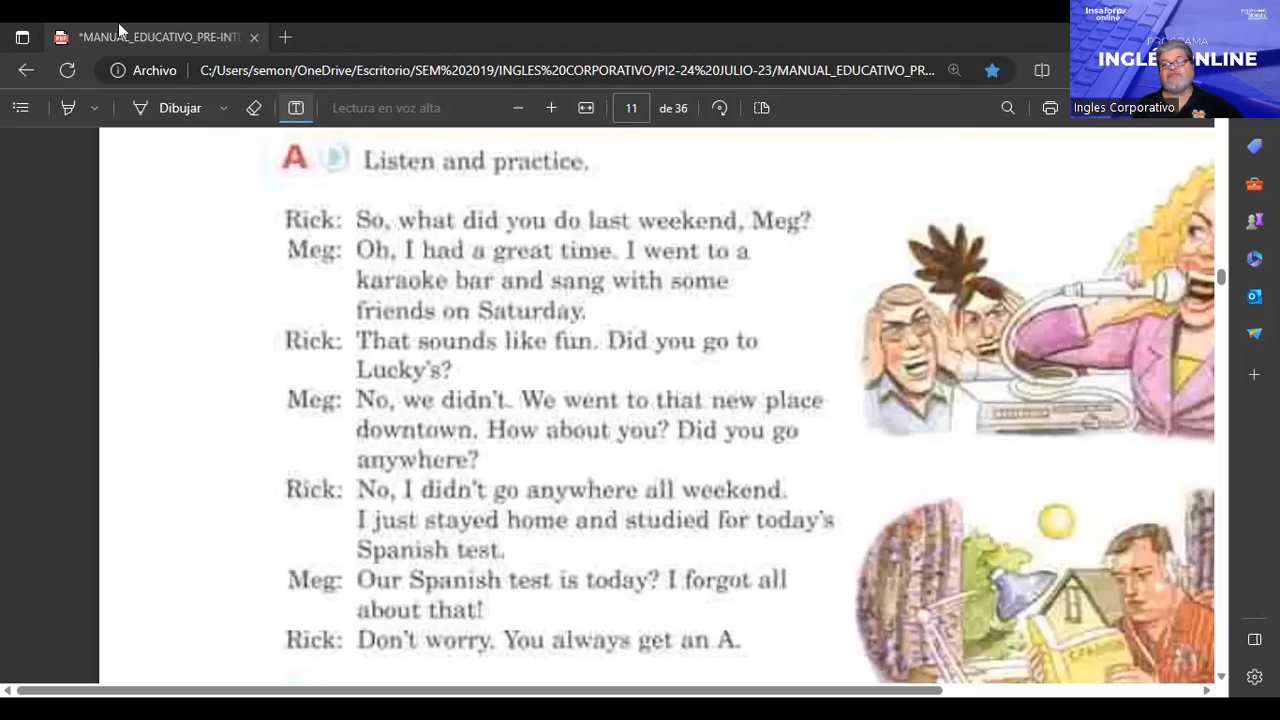 *MANUAL_EDUCATIVO_PRE-INTE
Archivo
C:/Users/semon/OneDrive/Escritorio/SEM%202019/INGLES%20CORPORATIVO/PI2-24%20JULIO-23/MANUAL_EDUCATIVO_PR...
Dibujar
Lectura en voz alta
11
de 36
Insaforp
online
PROGRAMA
INGLÉS ONLINE
Ingles Corporativo
A Listen and practice.
Rick: So, what did you do last weekend, Meg?
Meg: Oh, I had a great time. I went to a
karaoke bar and sang with some
friends on Saturday.
Rick: That sounds like fun. Did you go to
Lucky's?
Meg: No, we didn't. We went to that new place
downtown. How about you? Did you go
anywhere?
Rick: No, I didn't go anywhere all weekend.
I just stayed home and studied for today's
Spanish test.
Meg: Our Spanish test is today? I forgot all
about that!
Rick: Don't worry. You always get an A.